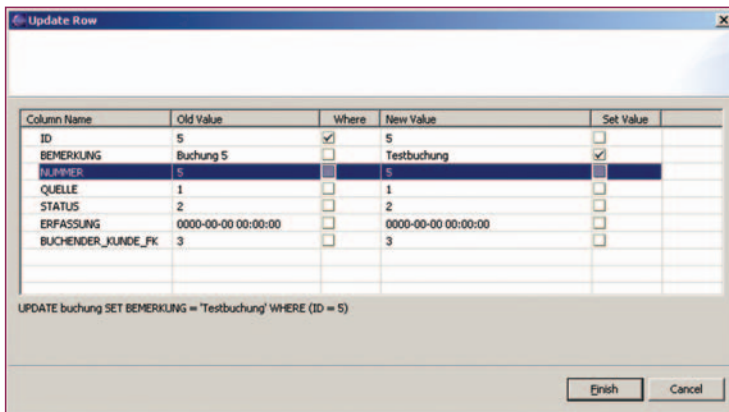 Update Row
Column Name Old Value Where New Value Set Value
ID 5 5
BEMERKUNG Buchung 5 Testbuchung
NUMMER 5 5
QUELLE 1 1
STATUS 2 2
ERFASSUNG 0000-00-00 00:00:00 0000-00-00 00:00:00
BUCHENDER_KUNDE_FK 3 3
UPDATE buchung SET BEMERKUNG = 'Testbuchung' WHERE (ID = 5)
Finish Cancel